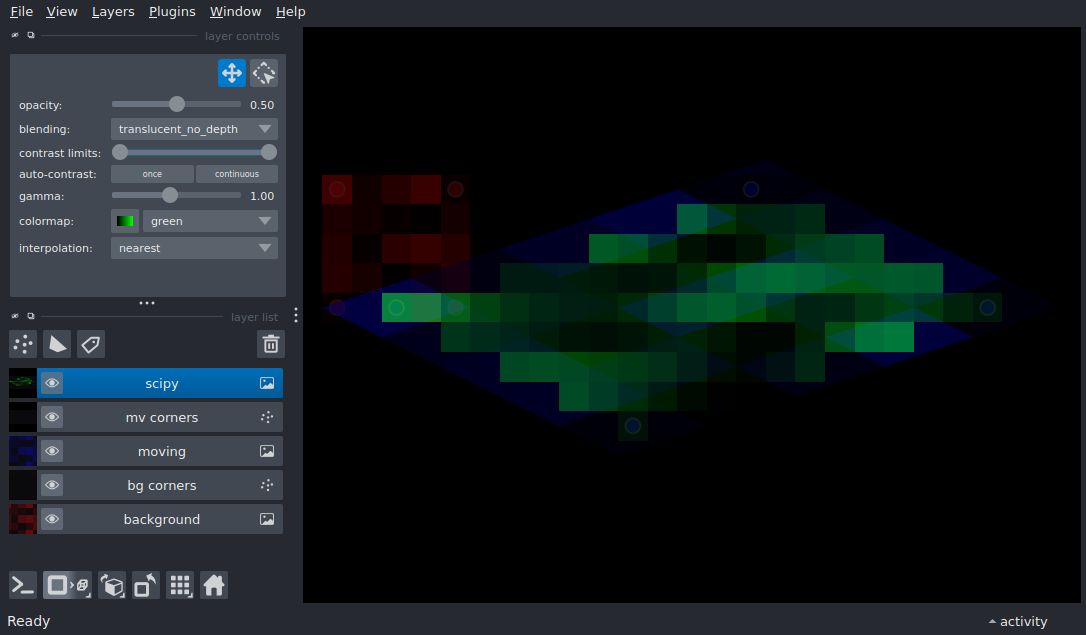 File View Layers Plugins Window Help
layer controls
opacity: 0.50
blending: translucent_no_depth
contrast limits:
auto-contrast: once continuous
gamma: 1.00
colormap: green
interpolation: nearest
layer list
scipy
mv corners
moving
bg corners
background
Ready
activity